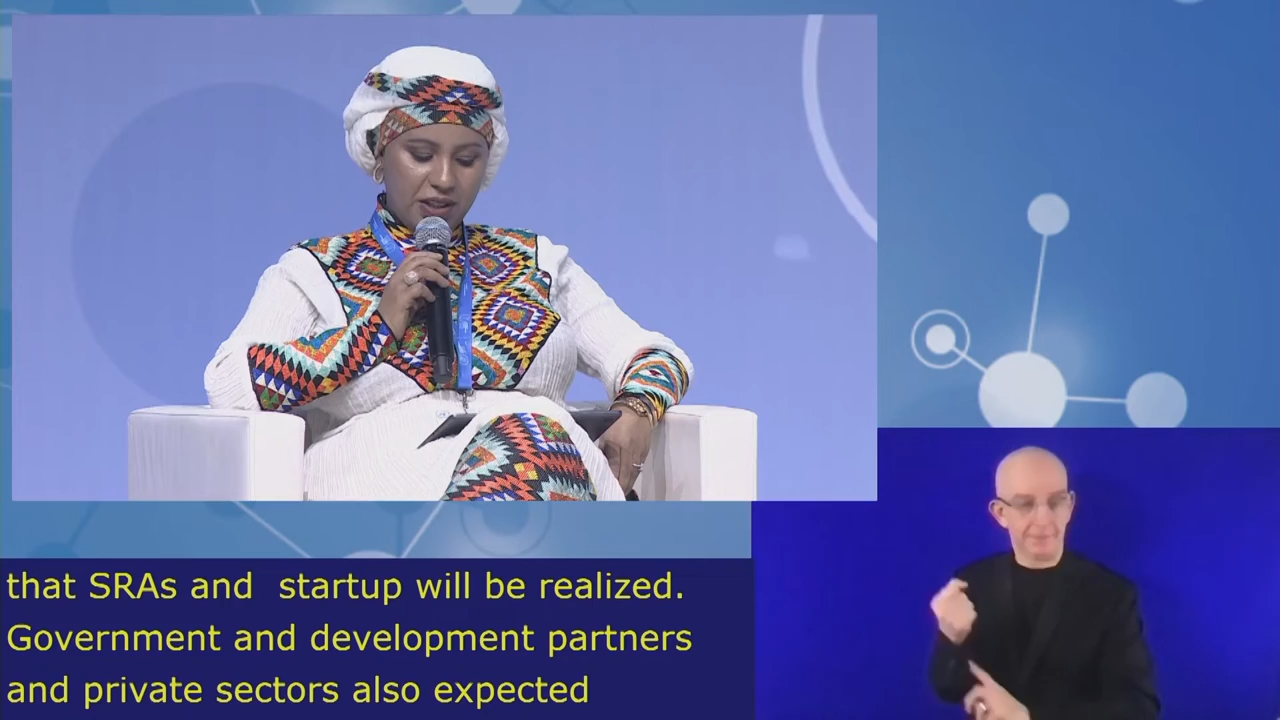 that SRAs and  startup will be realized.
Government and development partners
and private sectors also expected